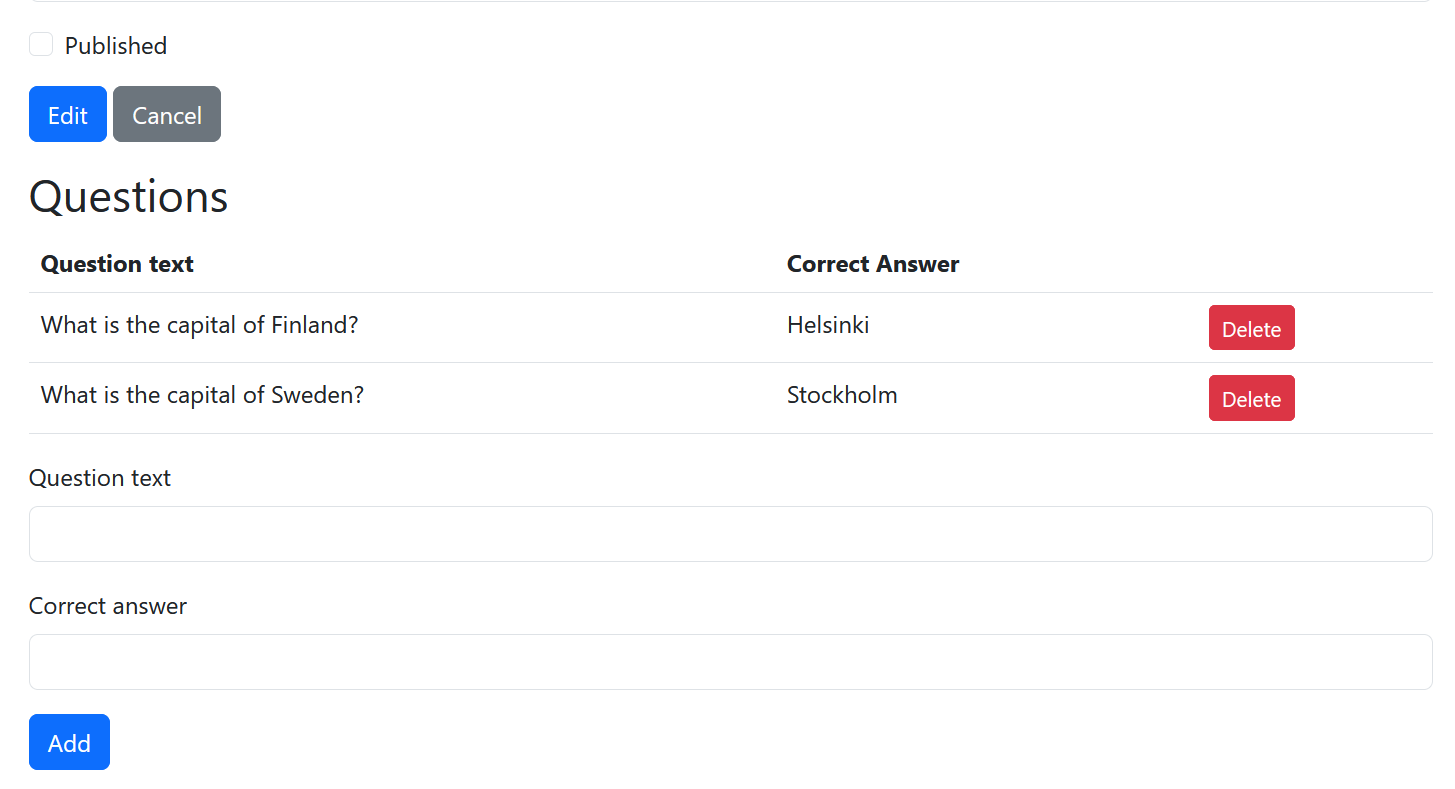 Published
Edit Cancel
Questions
Question text Correct Answer
What is the capital of Finland? Helsinki Delete
What is the capital of Sweden? Stockholm Delete
Question text
Correct answer
Add